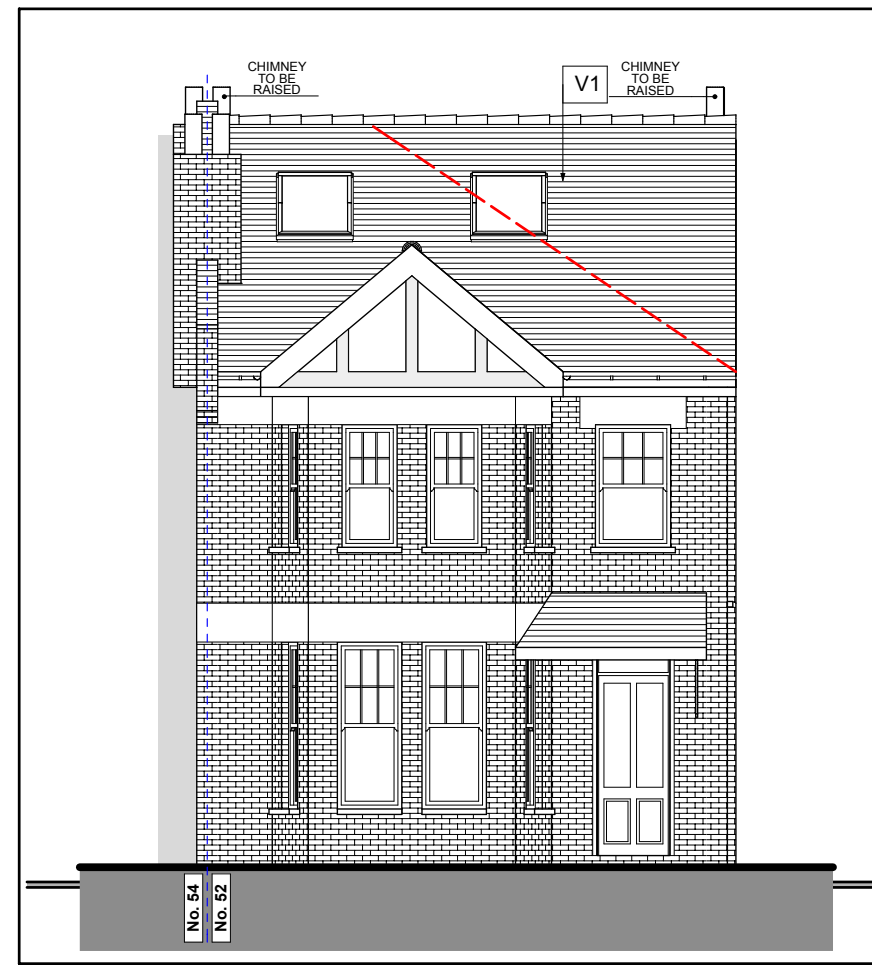 CHIMNEY
TO BE
RAISED
V1
CHIMNEY
TO BE
RAISED
No. 54
No. 52